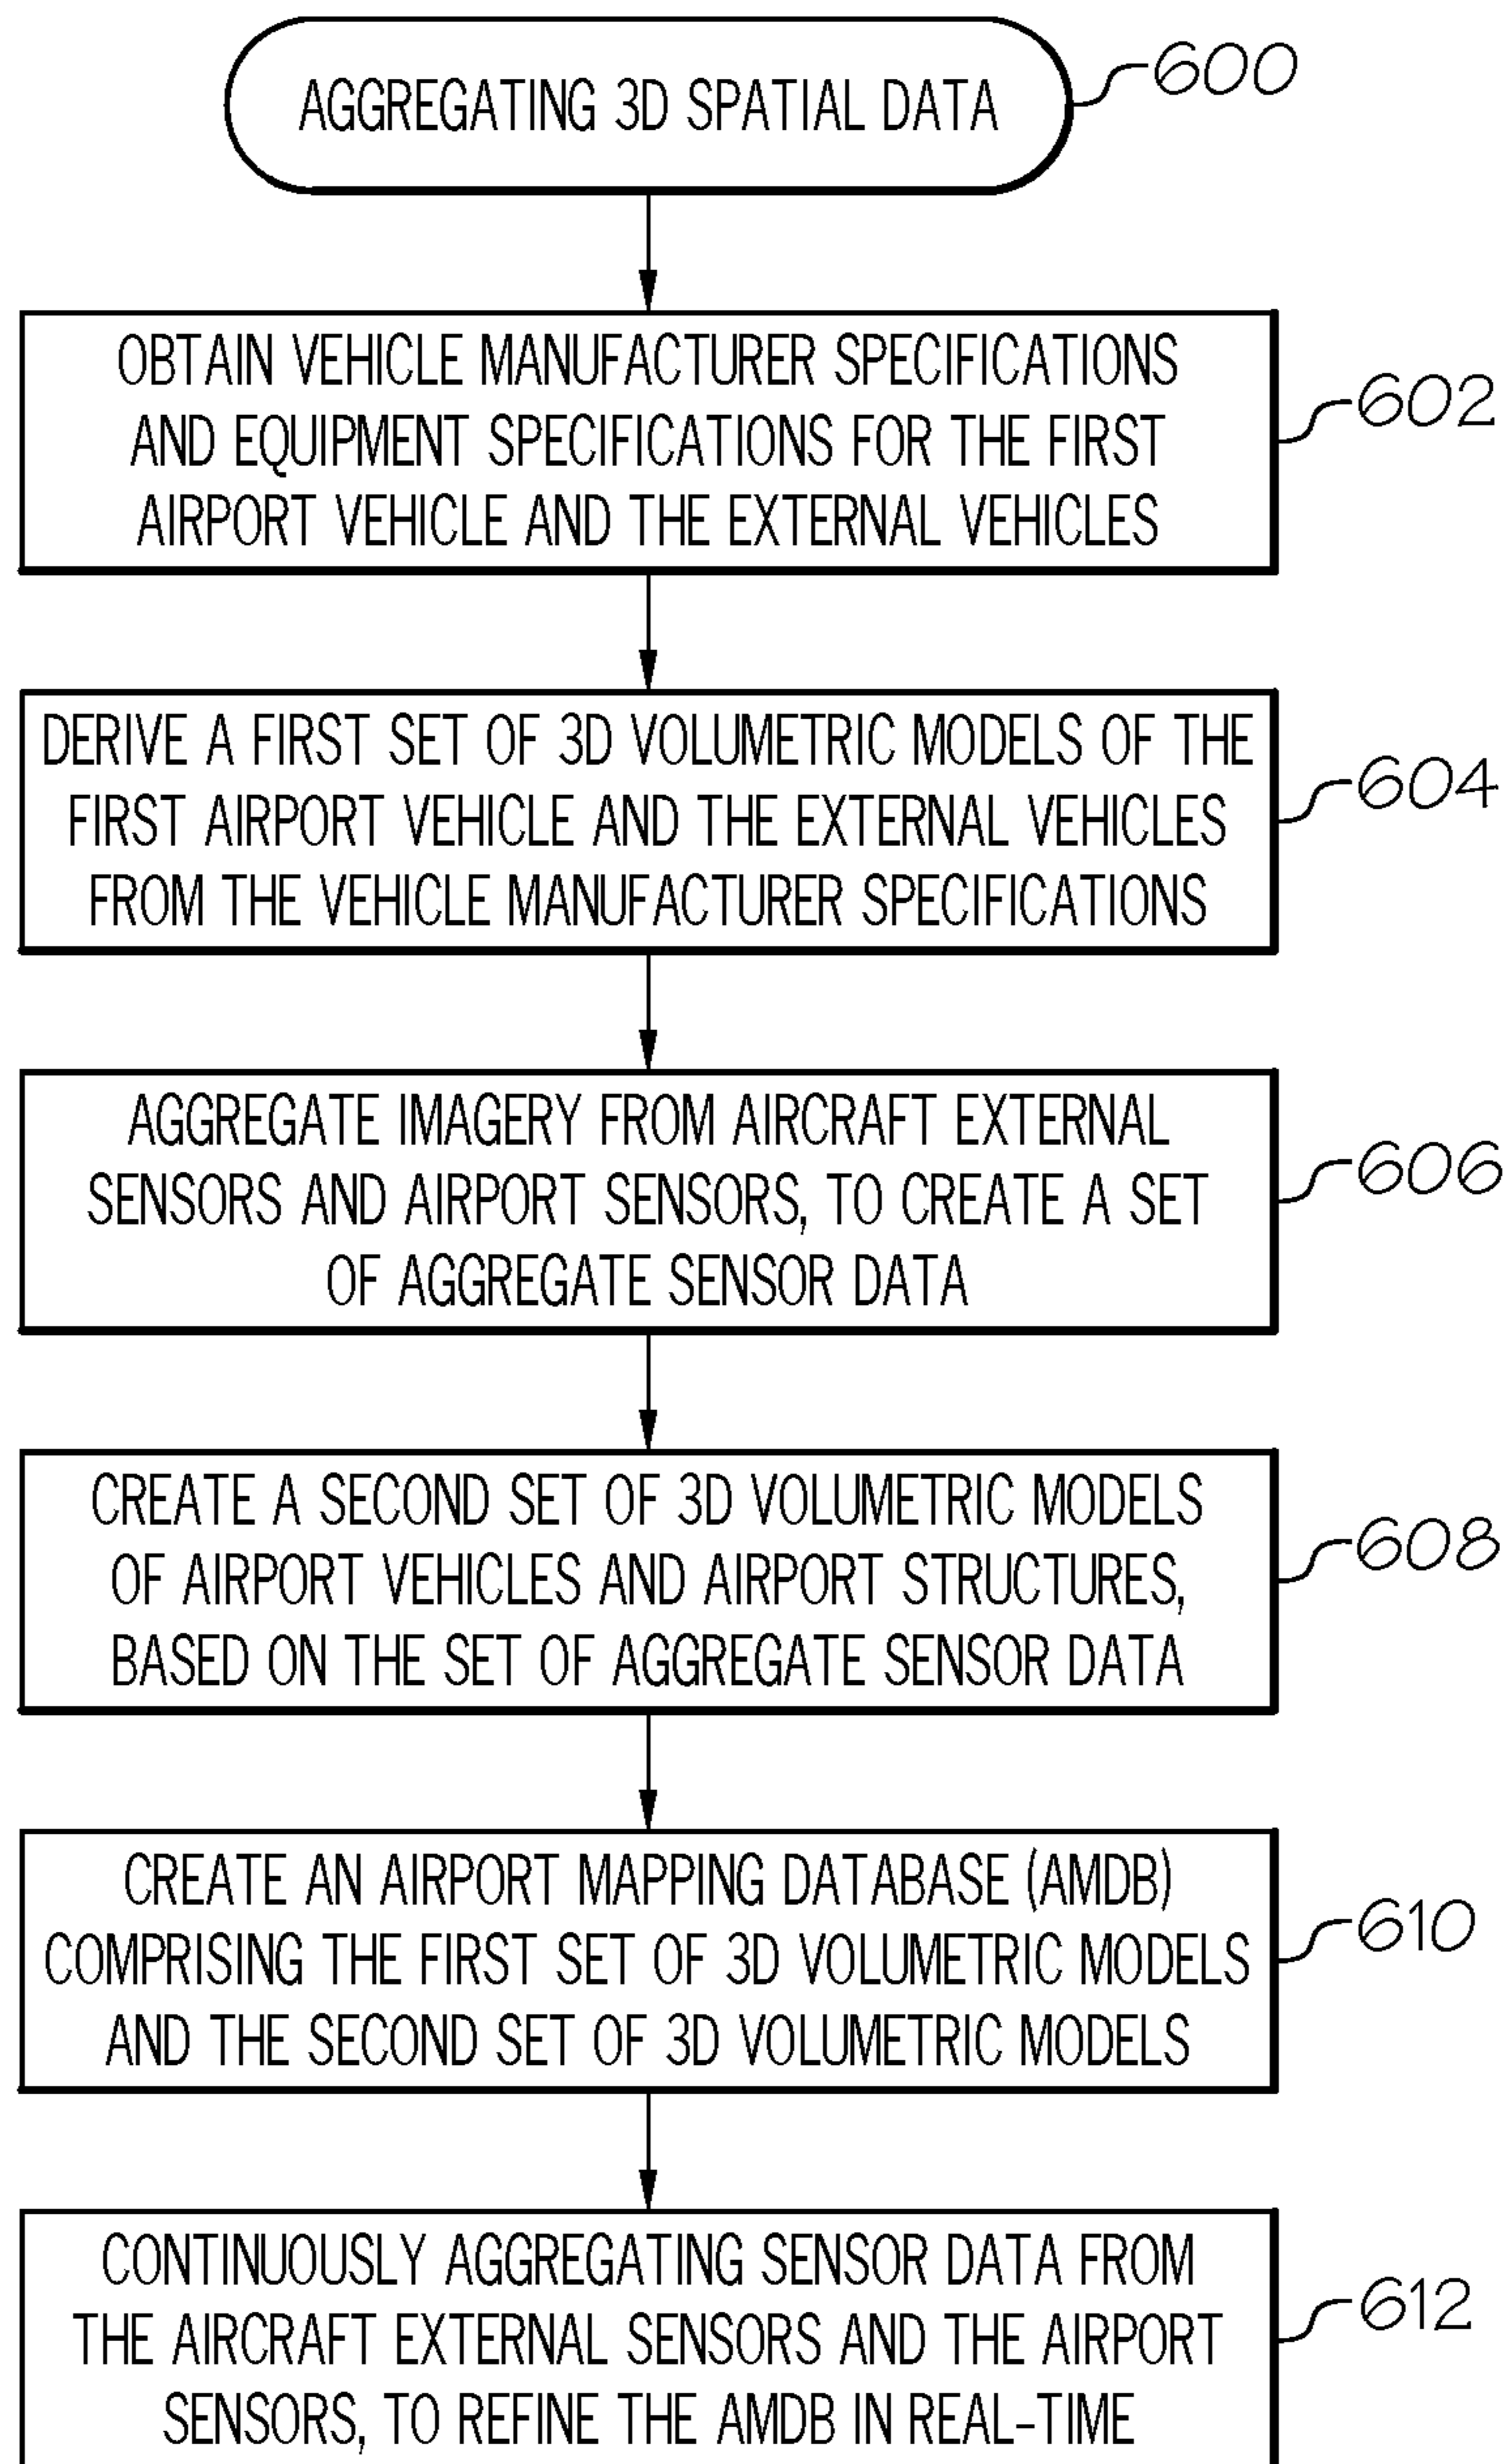 AGGREGATING 3D SPATIAL DATA
600
OBTAIN VEHICLE MANUFACTURER SPECIFICATIONS
AND EQUIPMENT SPECIFICATIONS FOR THE FIRST
AIRPORT VEHICLE AND THE EXTERNAL VEHICLES
602
DERIVE A FIRST SET OF 3D VOLUMETRIC MODELS OF THE
FIRST AIRPORT VEHICLE AND THE EXTERNAL VEHICLES
FROM THE VEHICLE MANUFACTURER SPECIFICATIONS
604
AGGREGATE IMAGERY FROM AIRCRAFT EXTERNAL
SENSORS AND AIRPORT SENSORS, TO CREATE A SET
OF AGGREGATE SENSOR DATA
606
CREATE A SECOND SET OF 3D VOLUMETRIC MODELS
OF AIRPORT VEHICLES AND AIRPORT STRUCTURES,
BASED ON THE SET OF AGGREGATE SENSOR DATA
608
CREATE AN AIRPORT MAPPING DATABASE (AMDB)
COMPRISING THE FIRST SET OF 3D VOLUMETRIC MODELS
AND THE SECOND SET OF 3D VOLUMETRIC MODELS
610
CONTINUOUSLY AGGREGATING SENSOR DATA FROM
THE AIRCRAFT EXTERNAL SENSORS AND THE AIRPORT
SENSORS, TO REFINE THE AMDB IN REAL-TIME
612